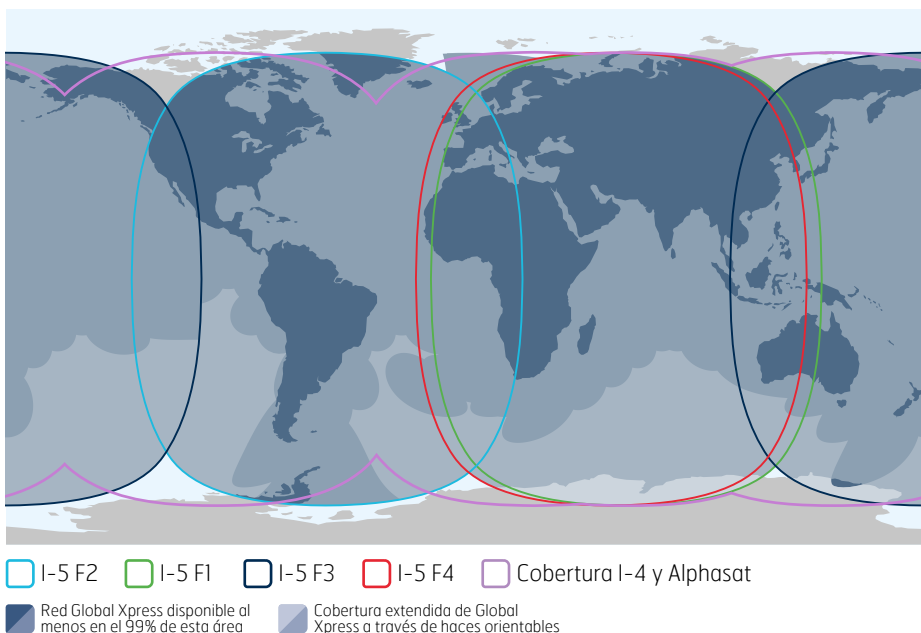 I-5 F2
I-5 F1
I-5 F3
I-5 F4
Cobertura I-4 y Alphasat
Red Global Xpress disponible al
menos en el 99% de esta área
Cobertura extendida de Global
Xpress a través de haces orientables